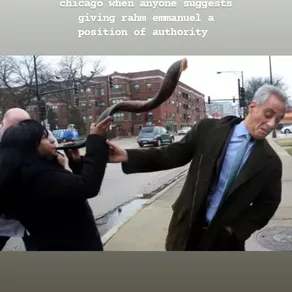 chicago when anyone suggests
giving rahm emmanuel a
position of authority